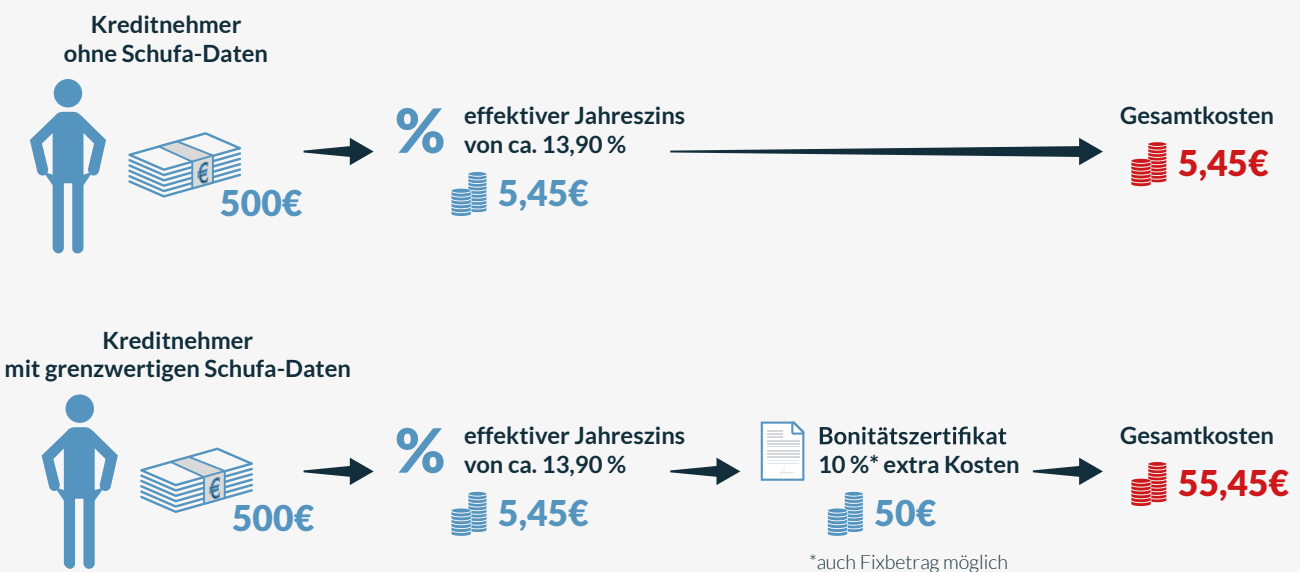 Kreditnehmer
ohne Schufa-Daten
€
500€
%
effektiver Jahreszins
von ca. 13,90 %
5,45€
Gesamtkosten
5,45€
Kreditnehmer
mit grenzwertigen Schufa-Daten
€
500€
%
effektiver Jahreszins
von ca. 13,90 %
5,45€
Bonitätszertifikat
10 %* extra Kosten
50€
*auch Fixbetrag möglich
Gesamtkosten
55,45€